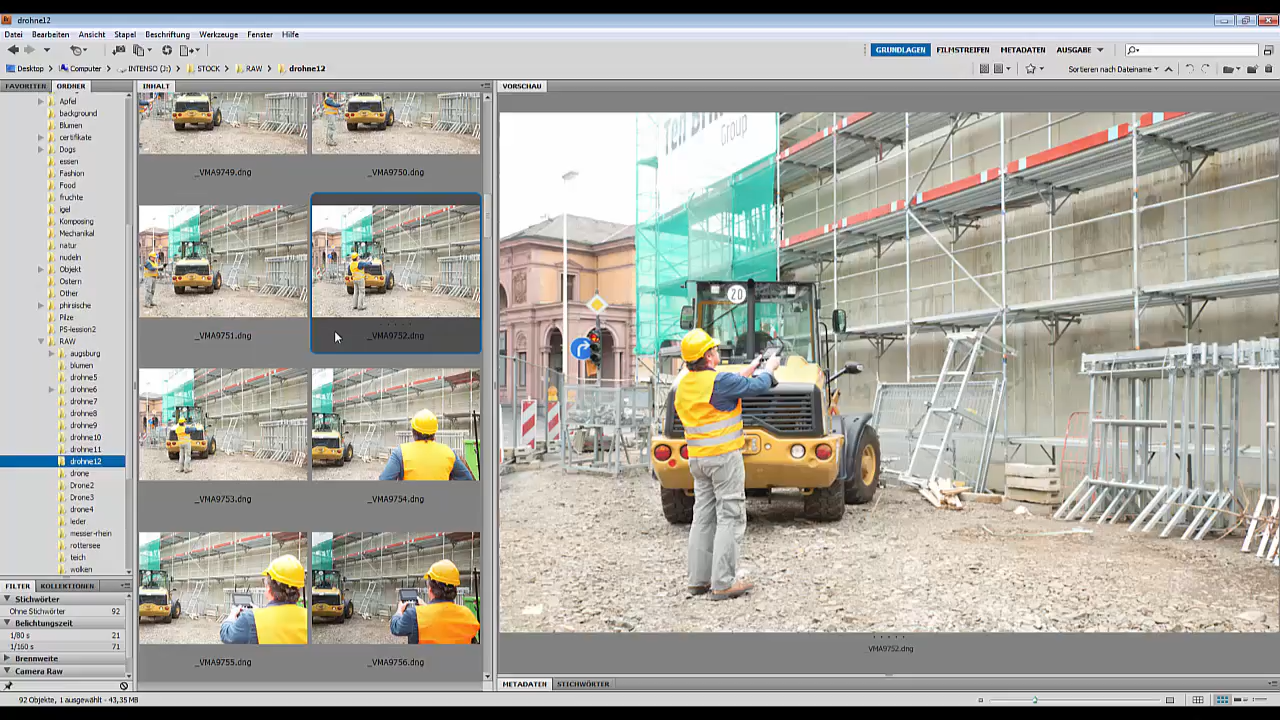 drohne12
Datei Bearbeiten Ansicht Stapel Beschriftung Werkzeuge Fenster Hilfe
GRUNDLAGEN FILMSTREIFEN METADATEN AUSGABE
Desktop Computer INTENSO (J:) STOCK RAW drohne12
Sortieren nach Dateiname
FAVORITEN ORDNER
Apfel
background
Blumen
certifikate
Dogs
essen
Fashion
Food
fruchte
igel
Komposing
Mechanikal
natur
nudeln
Objekt
Ostern
Other
phirsische
Pilze
PS-lession2
RAW
augsburg
blumen
drohne5
drohne6
drohne7
drohne8
drohne9
drohne10
drohne11
drohne12
drone
Drone2
Drone3
drone4
leder
messer-rhein
rottersee
teich
wolken
FILTER KOLLEKTIONEN
Stichwörter
Ohne Stichwörter 92
Belichtungszeit
1/80 s 21
1/160 s 71
Brennweite
Camera Raw
INHALT
_VMA9749.dng _VMA9750.dng
_VMA9751.dng _VMA9752.dng
_VMA9753.dng _VMA9754.dng
_VMA9755.dng _VMA9756.dng
VORSCHAU
Group
20
_VMA9752.dng
METADATEN STICHWÖRTER
92 Objekte, 1 ausgewählt - 43,35 MB